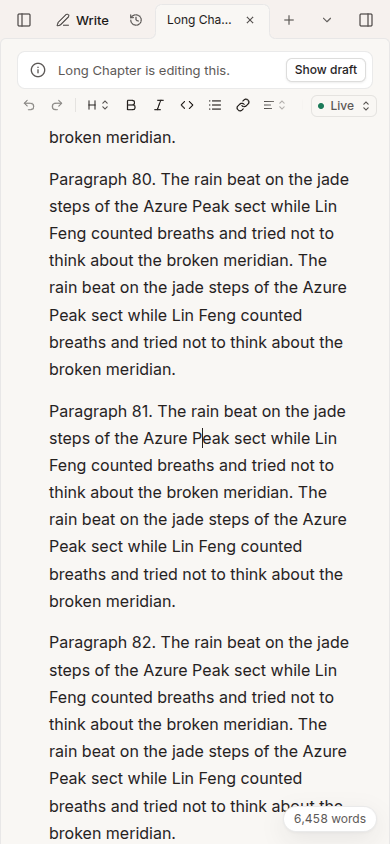 Write
Long Cha...
Long Chapter is editing this.
Show draft
H
B
I
Live
broken meridian.
Paragraph 80. The rain beat on the jade
steps of the Azure Peak sect while Lin
Feng counted breaths and tried not to
think about the broken meridian. The
rain beat on the jade steps of the Azure
Peak sect while Lin Feng counted
breaths and tried not to think about the
broken meridian.
Paragraph 81. The rain beat on the jade
steps of the Azure Peak sect while Lin
Feng counted breaths and tried not to
think about the broken meridian. The
rain beat on the jade steps of the Azure
Peak sect while Lin Feng counted
breaths and tried not to think about the
broken meridian.
Paragraph 82. The rain beat on the jade
steps of the Azure Peak sect while Lin
Feng counted breaths and tried not to
think about the broken meridian. The
rain beat on the jade steps of the Azure
Peak sect while Lin Feng counted
breaths and tried not to think about the
6,458 words
broken meridian.